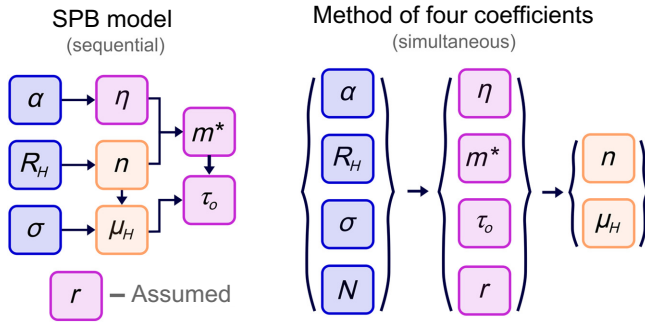 SPB model
(sequential)
α
η
m*
R_H
n
τ_o
σ
μ_H
r
– Assumed
Method of four coefficients
(simultaneous)
α
R_H
σ
N
η
m*
τ_o
r
n
μ_H